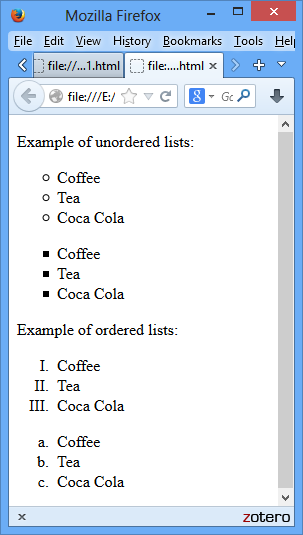 Mozilla Firefox
File Edit View History Bookmarks Tools Help
file://...1.html file:....html
file:///E:/ Go
Example of unordered lists:
Coffee
Tea
Coca Cola
Coffee
Tea
Coca Cola
Example of ordered lists:
I. Coffee
II. Tea
III. Coca Cola
a. Coffee
b. Tea
c. Coca Cola
zotero